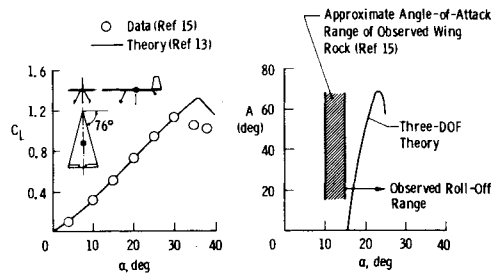 Data (Ref 15)
Theory (Ref 13)
1.6
1.2
C_L
0.8
0.4
76°
0 10 20 30 40
α, deg
Approximate Angle-of-Attack
Range of Observed Wing
Rock (Ref 15)
80
60
A
(deg)
40
20
Three-DOF
Theory
Observed Roll-Off
Range
0 10 20 30 40
α, deg